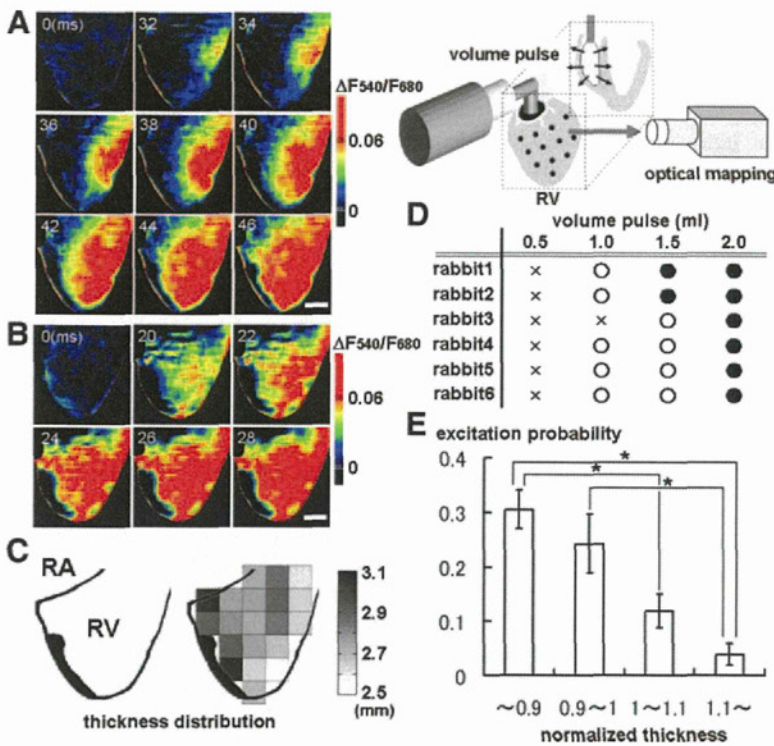 A
0(ms)
32
34
36
38
40
42
44
46
ΔF540/F680
0.06
0
volume pulse
RV
optical mapping
B
0(ms)
20
22
24
26
28
ΔF540/F680
0.06
0
C
RA
RV
3.1
2.9
2.7
2.5
(mm)
thickness distribution
D
volume pulse (ml)
0.5 1.0 1.5 2.0
rabbit1 × ○ ● ●
rabbit2 × ○ ● ●
rabbit3 × × ○ ●
rabbit4 × ○ ○ ●
rabbit5 × ○ ○ ●
rabbit6 × ○ ○ ●
E
excitation probability
0.4
0.3
0.2
0.1
0
*
*
~0.9 0.9~1 1~1.1 1.1~
normalized thickness